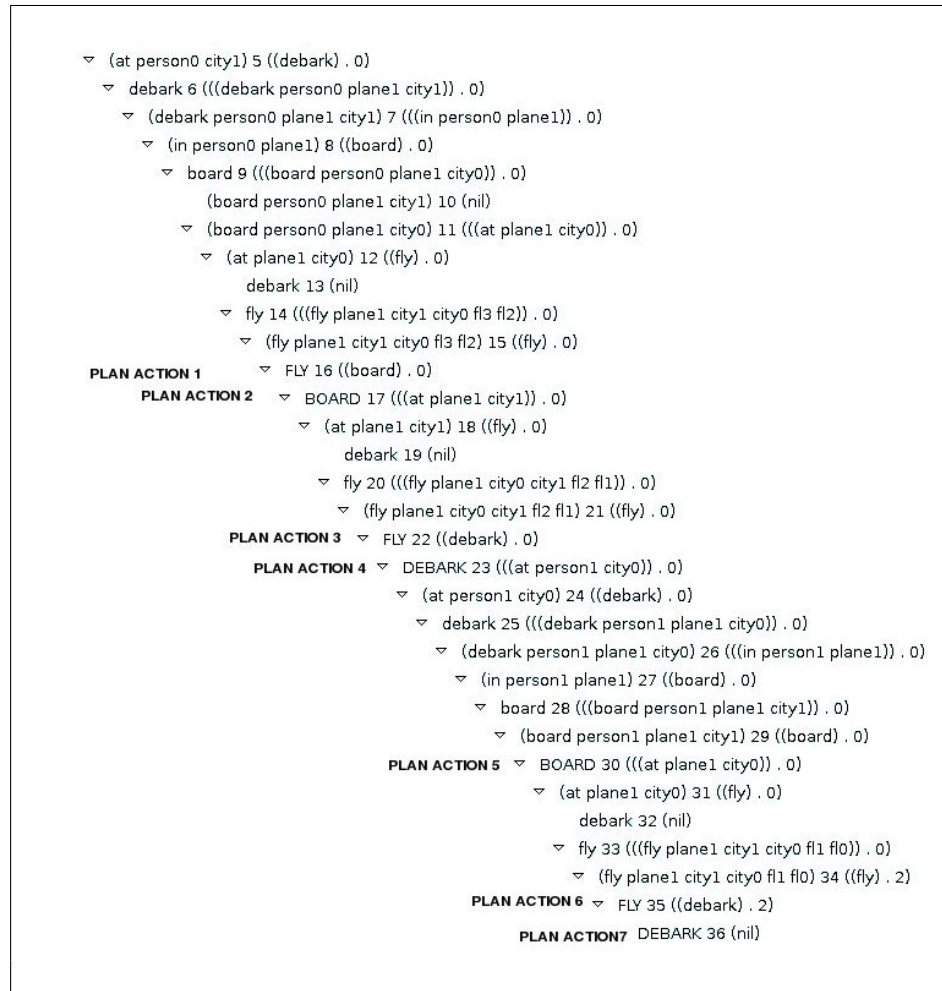 (at person0 city1) 5 ((debark) . 0)
debark 6 (((debark person0 plane1 city1)) . 0)
(debark person0 plane1 city1) 7 (((in person0 plane1)) . 0)
(in person0 plane1) 8 ((board) . 0)
board 9 (((board person0 plane1 city0)) . 0)
(board person0 plane1 city1) 10 (nil)
(board person0 plane1 city0) 11 (((at plane1 city0)) . 0)
(at plane1 city0) 12 ((fly) . 0)
debark 13 (nil)
fly 14 (((fly plane1 city1 city0 fl3 fl2)) . 0)
(fly plane1 city1 city0 fl3 fl2) 15 ((fly) . 0)
PLAN ACTION 1 FLY 16 ((board) . 0)
PLAN ACTION 2 BOARD 17 (((at plane1 city1)) . 0)
(at plane1 city1) 18 ((fly) . 0)
debark 19 (nil)
fly 20 (((fly plane1 city0 city1 fl2 fl1)) . 0)
(fly plane1 city0 city1 fl2 fl1) 21 ((fly) . 0)
PLAN ACTION 3 FLY 22 ((debark) . 0)
PLAN ACTION 4 DEBARK 23 (((at person1 city0)) . 0)
(at person1 city0) 24 ((debark) . 0)
debark 25 (((debark person1 plane1 city0)) . 0)
(debark person1 plane1 city0) 26 (((in person1 plane1)) . 0)
(in person1 plane1) 27 ((board) . 0)
board 28 (((board person1 plane1 city1)) . 0)
(board person1 plane1 city1) 29 ((board) . 0)
PLAN ACTION 5 BOARD 30 (((at plane1 city0)) . 0)
(at plane1 city0) 31 ((fly) . 0)
debark 32 (nil)
fly 33 (((fly plane1 city1 city0 fl1 fl0)) . 0)
(fly plane1 city1 city0 fl1 fl0) 34 ((fly) . 2)
PLAN ACTION 6 FLY 35 ((debark) . 2)
PLAN ACTION7 DEBARK 36 (nil)